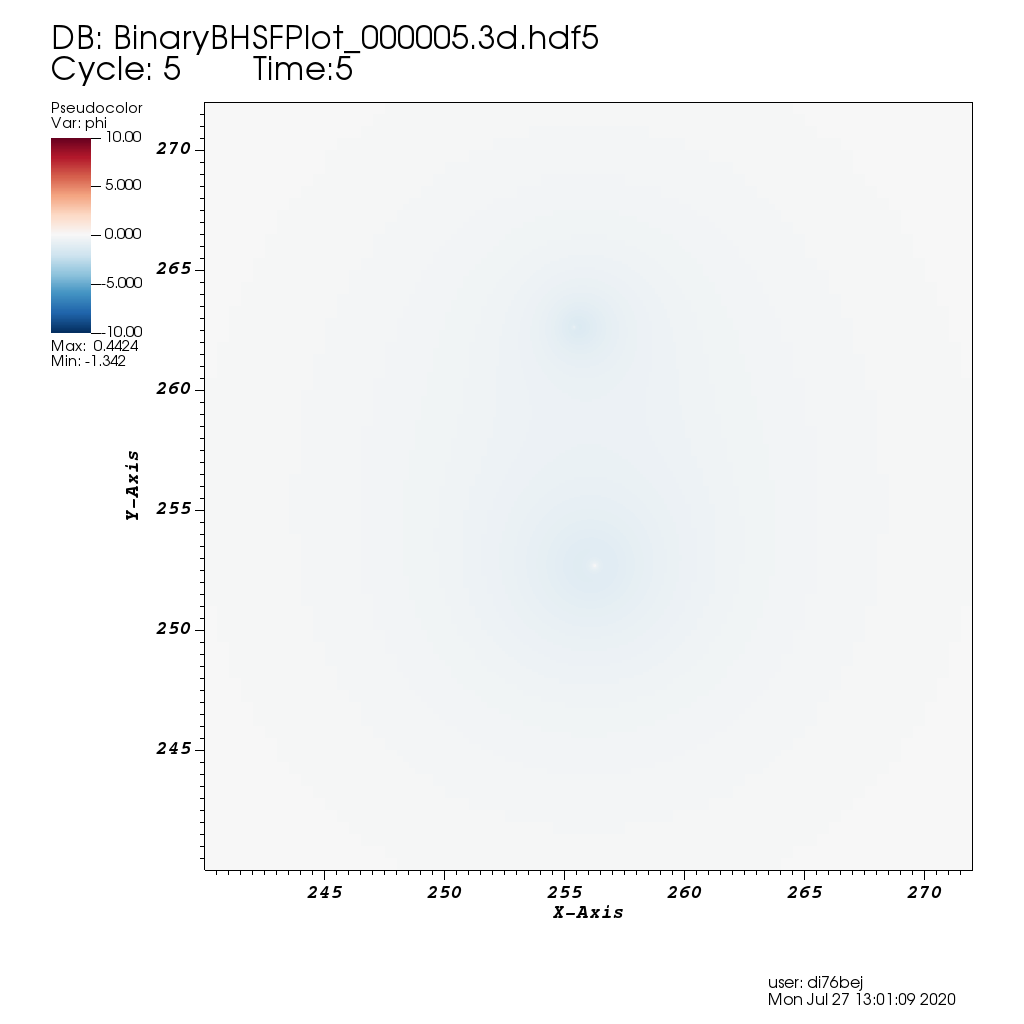 DB: BinaryBHSFPlot_000005.3d.hdf5
Cycle: 5 Time:5
Pseudocolor
Var: phi
10.00
5.000
0.000
-5.000
-10.00
Max: 0.4424
Min: -1.342
270
265
260
255
250
245
Y-Axis
245 250 255 260 265 270
X-Axis
user: di76bej
Mon Jul 27 13:01:09 2020